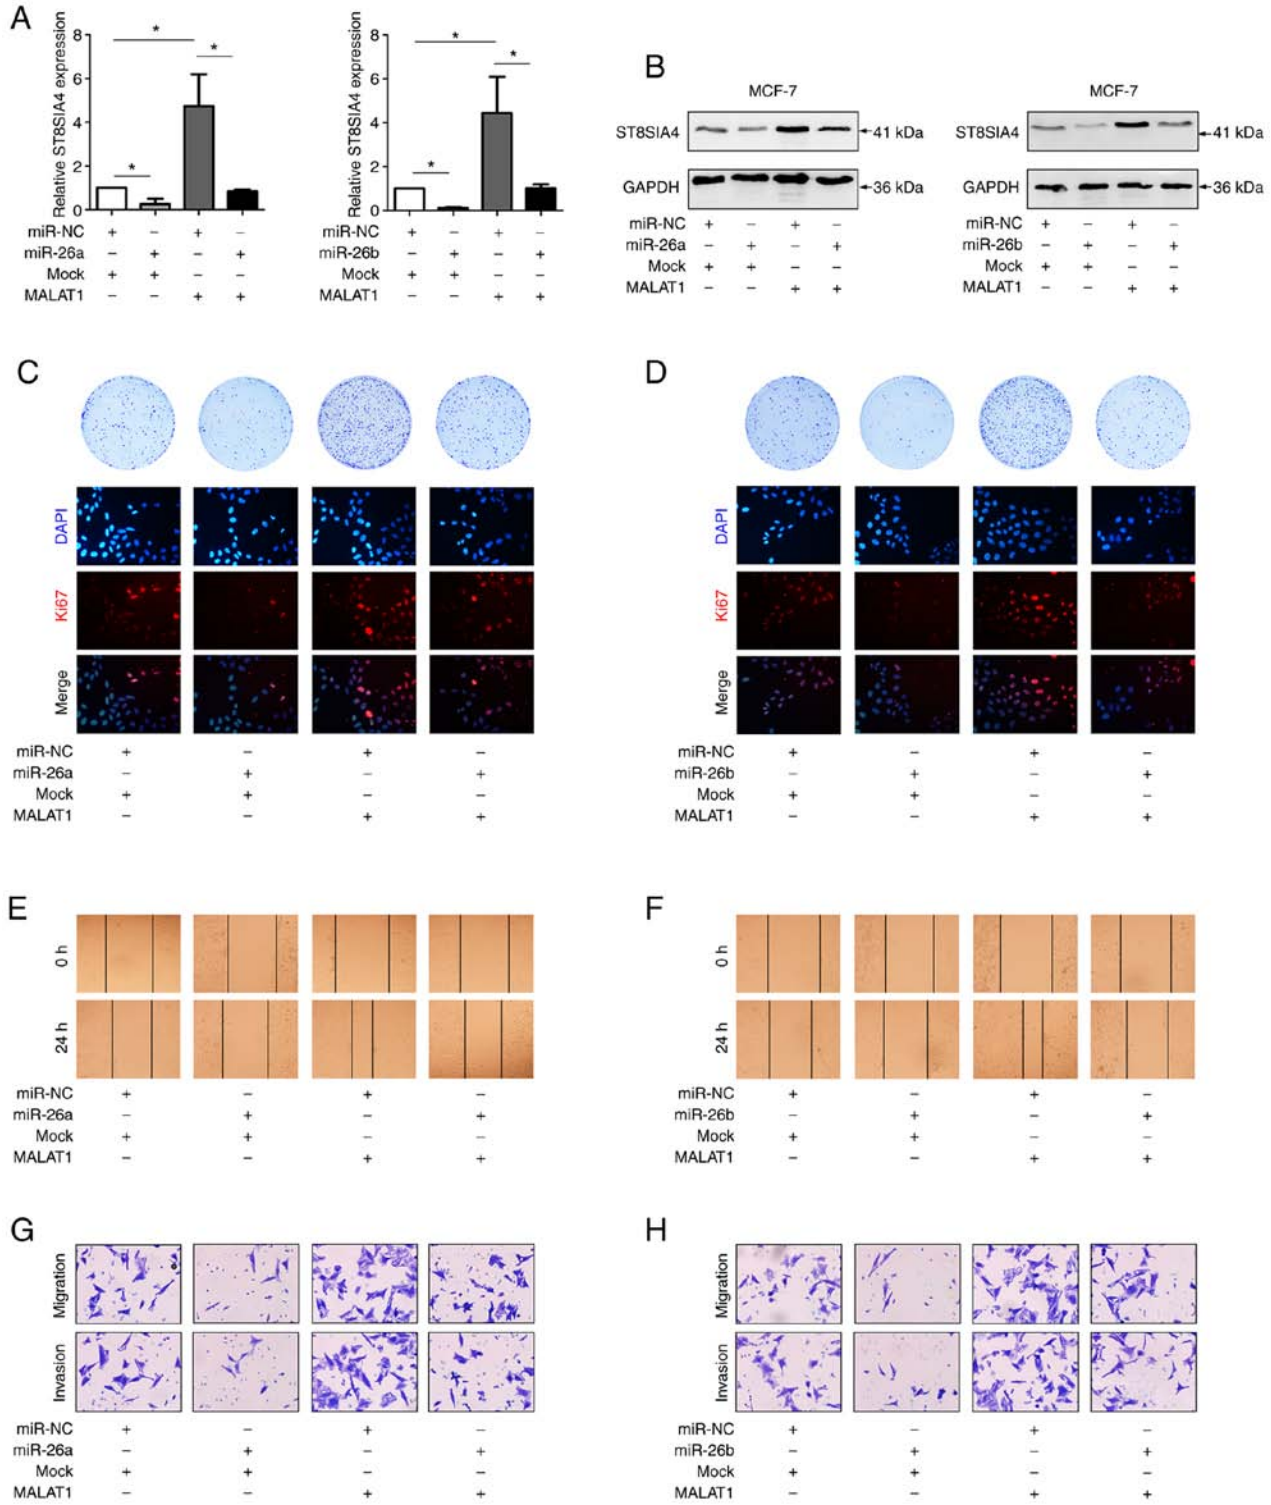 A
Relative ST8SIA4 expression
8
6
4
2
0
*
*
*
miR-NC + – + –
miR-26a – + – +
Mock + + – –
MALAT1 – – + +
Relative ST8SIA4 expression
8
6
4
2
0
*
*
*
miR-NC + – + –
miR-26b – + – +
Mock + + – –
MALAT1 – – + +
B
MCF-7
ST8SIA4 41 kDa
GAPDH 36 kDa
miR-NC + – + –
miR-26a – + – +
Mock + + – –
MALAT1 – – + +
MCF-7
ST8SIA4 41 kDa
GAPDH 36 kDa
miR-NC + – + –
miR-26b – + – +
Mock + + – –
MALAT1 – – + +
C
DAPI
Ki67
Merge
miR-NC + – + –
miR-26a – + – +
Mock + + – –
MALAT1 – – + +
D
DAPI
Ki67
Merge
miR-NC + – + –
miR-26b – + – +
Mock + + – –
MALAT1 – – + +
E
0 h
24 h
miR-NC + – + –
miR-26a – + – +
Mock + + – –
MALAT1 – – + +
F
0 h
24 h
miR-NC + – + –
miR-26b – + – +
Mock + + – –
MALAT1 – – + +
G
Migration
Invasion
miR-NC + – + –
miR-26a – + – +
Mock + + – –
MALAT1 – – + +
H
Migration
Invasion
miR-NC + – + –
miR-26b – + – +
Mock + + – –
MALAT1 – – + +